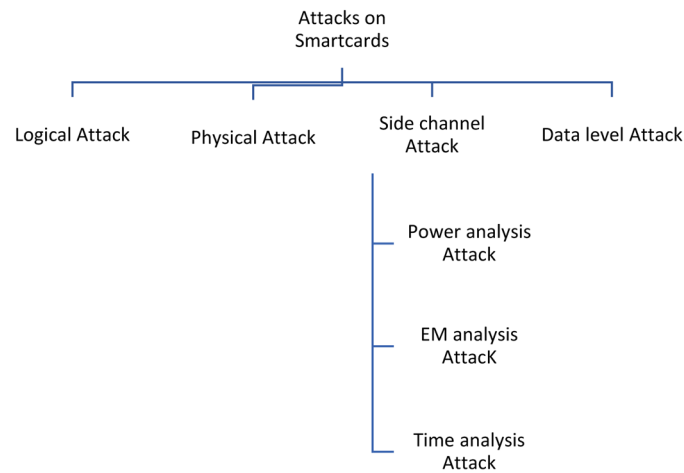 Attacks on
Smartcards
Logical Attack
Physical Attack
Side channel
Attack
Data level Attack
Power analysis
Attack
EM analysis
AttacK
Time analysis
Attack